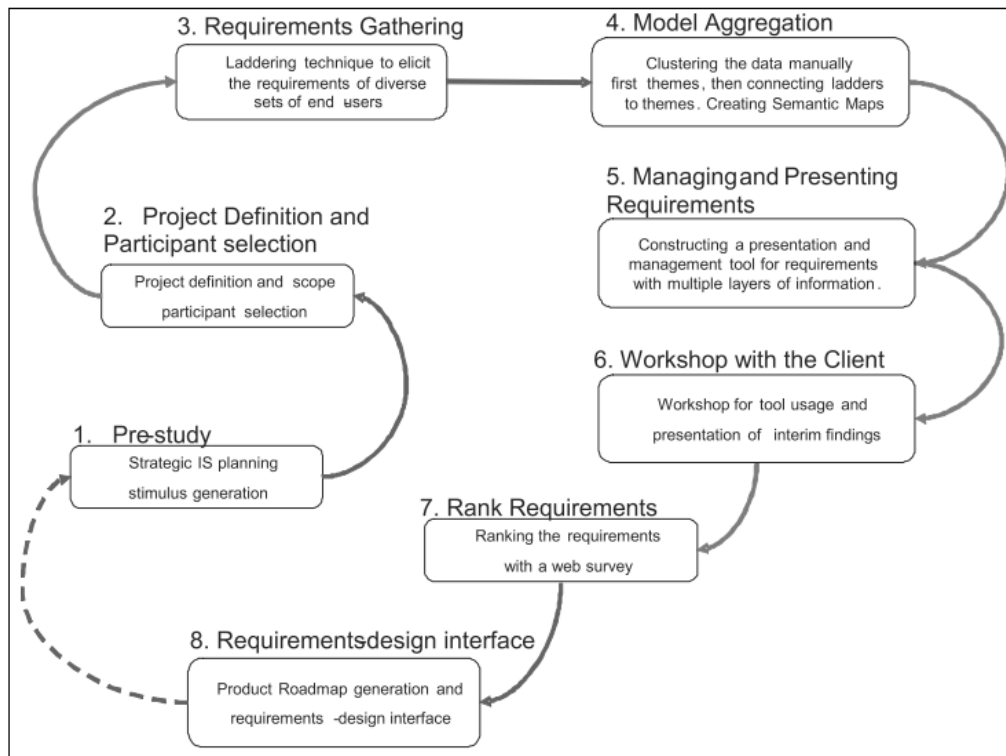 3. Requirements Gathering
Laddering technique to elicit
the requirements of diverse
sets of end users
4. Model Aggregation
Clustering the data manually
first themes, then connecting ladders
to themes. Creating Semantic Maps
5. Managing and Presenting
Requirements
Constructing a presentation and
management tool for requirements
with multiple layers of information.
2. Project Definition and
Participant selection
Project definition and scope
participant selection
6. Workshop with the Client
Workshop for tool usage and
presentation of interim findings
1. Pre-study
Strategic IS planning
stimulus generation
7. Rank Requirements
Ranking the requirements
with a web survey
8. Requirements-design interface
Product Roadmap generation and
requirements -design interface